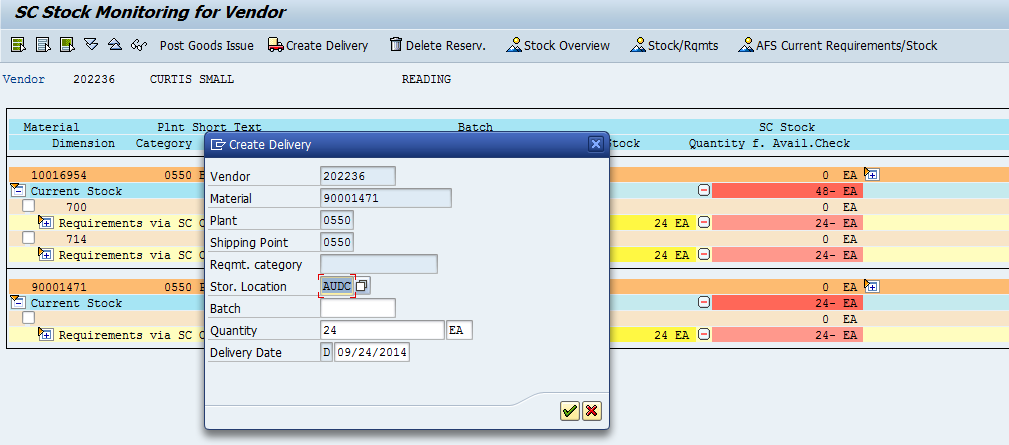 SC Stock Monitoring for Vendor
Post Goods Issue Create Delivery Delete Reserv. Stock Overview Stock/Rqmts AFS Current Requirements/Stock
Vendor 202236 CURTIS SMALL READING
Material Plnt Short Text Batch SC Stock
Dimension Category Stock Quantity f. Avail.Check
10016954 0550 0 EA
Current Stock 48- EA
700 0 EA
Requirements via SC 24 EA 24- EA
714 0 EA
Requirements via SC 24 EA 24- EA
90001471 0550 0 EA
Current Stock 24- EA
0 EA
Requirements via SC 24 EA 24- EA
Create Delivery
Vendor 202236
Material 90001471
Plant 0550
Shipping Point 0550
Reqmt. category
Stor. Location AUDC
Batch
Quantity 24 EA
Delivery Date D 09/24/2014